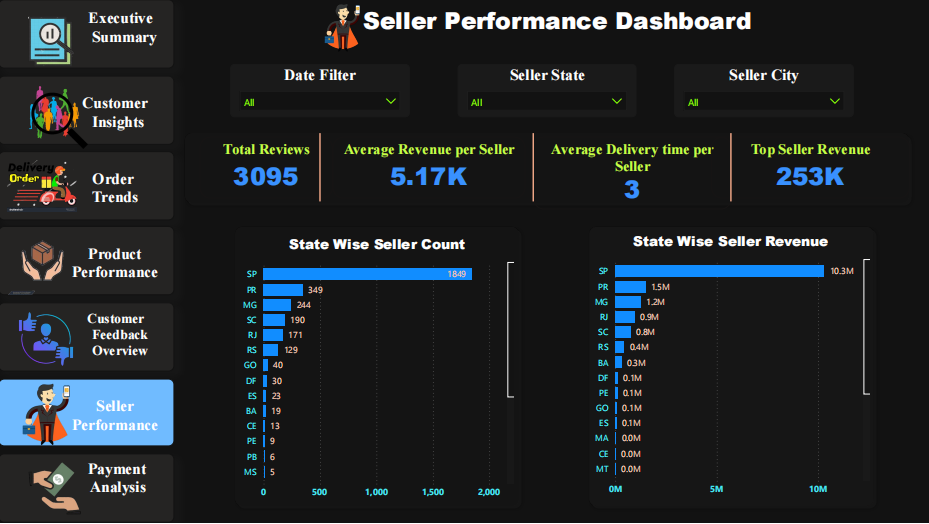 Executive
Summary
Customer
Insights
Delivery
Order
Order
Trends
Product
Performance
Customer
Feedback
Overview
Seller
Performance
Payment
Analysis
Seller Performance Dashboard
Date Filter
All
Seller State
All
Seller City
All
Total Reviews
3095
Average Revenue per Seller
5.17K
Average Delivery time per
Seller
3
Top Seller Revenue
253K
State Wise Seller Count
SP 1849
PR 349
MG 244
SC 190
RJ 171
RS 129
GO 40
DF 30
ES 23
BA 19
CE 13
PE 9
PB 6
MS 5
0 500 1,000 1,500 2,000
State Wise Seller Revenue
SP 10.3M
PR 1.5M
MG 1.2M
RJ 0.9M
SC 0.8M
RS 0.4M
BA 0.3M
DF 0.1M
PE 0.1M
GO 0.1M
ES 0.1M
MA 0.0M
CE 0.0M
MT 0.0M
0M 5M 10M